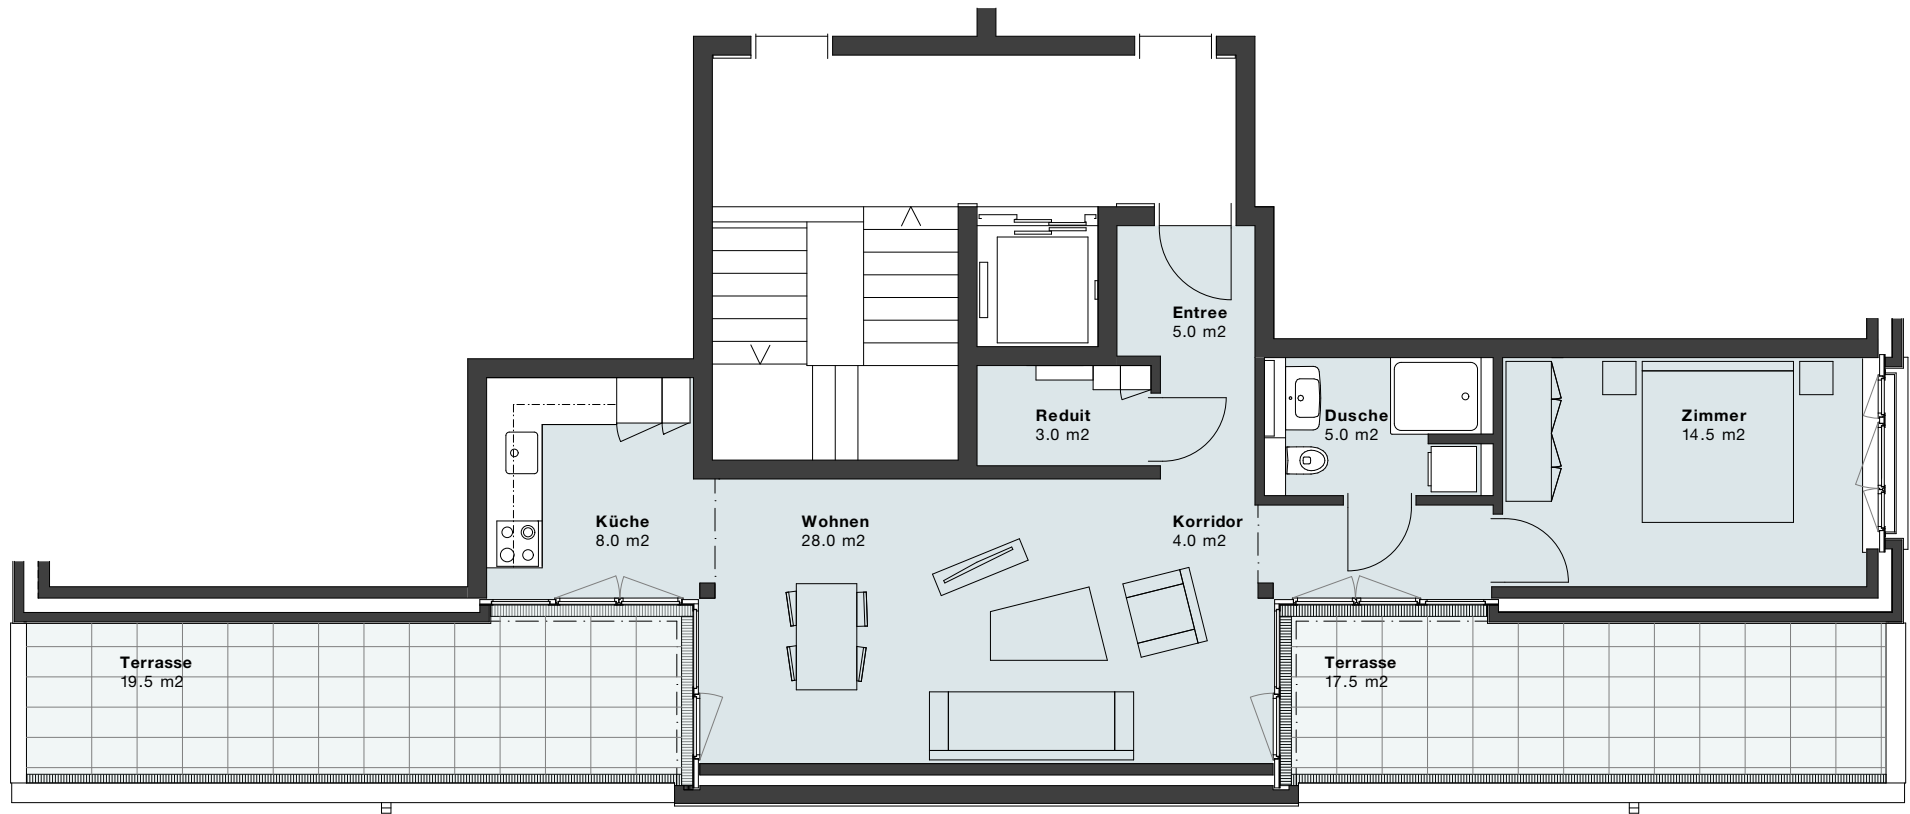 Entree
5.0 m2
Reduit
3.0 m2
Dusche
5.0 m2
Zimmer
14.5 m2
Küche
8.0 m2
Wohnen
28.0 m2
Korridor
4.0 m2
Terrasse
19.5 m2
Terrasse
17.5 m2